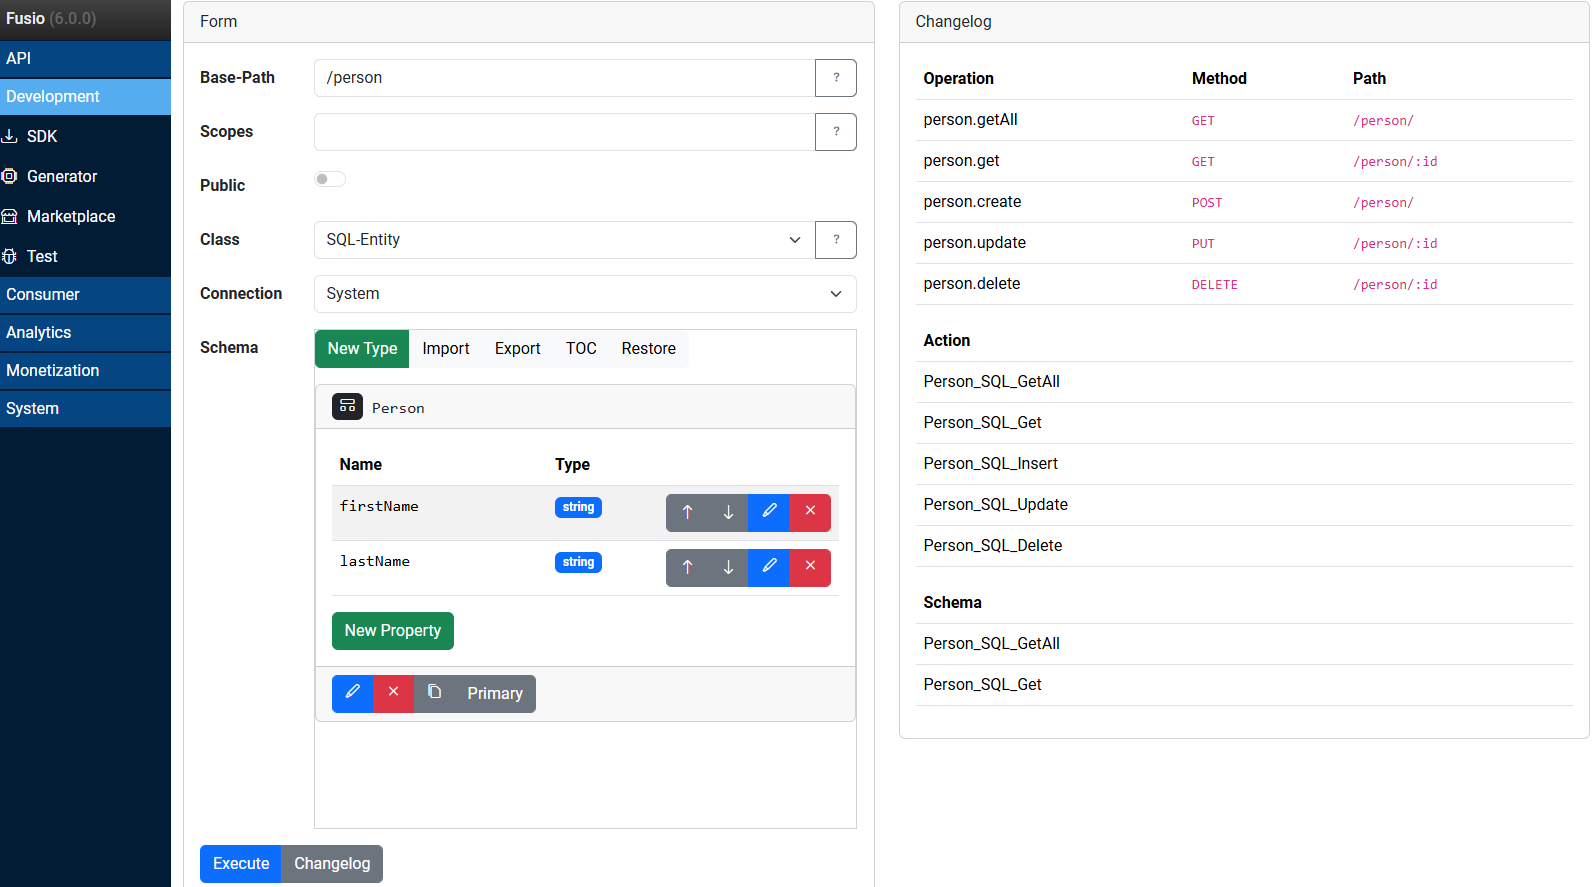 Fusio (6.0.0)
API
Development
SDK
Generator
Marketplace
Test
Consumer
Analytics
Monetization
System
Form
Base-Path
/person
?
Scopes
?
Public
Class
SQL-Entity
?
Connection
System
Schema
New Type
Import
Export
TOC
Restore
Person
Name Type
firstName string
lastName string
New Property
Primary
Execute
Changelog
Changelog
Operation Method Path
person.getAll GET /person/
person.get GET /person/:id
person.create POST /person/
person.update PUT /person/:id
person.delete DELETE /person/:id
Action
Person_SQL_GetAll
Person_SQL_Get
Person_SQL_Insert
Person_SQL_Update
Person_SQL_Delete
Schema
Person_SQL_GetAll
Person_SQL_Get